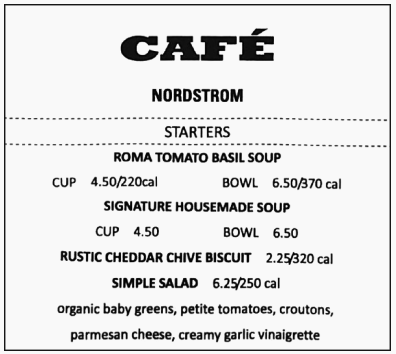 CAFÉ
NORDSTROM
STARTERS
ROMA TOMATO BASIL SOUP
CUP 4.50/220cal BOWL 6.50/370 cal
SIGNATURE HOUSEMADE SOUP
CUP 4.50 BOWL 6.50
RUSTIC CHEDDAR CHIVE BISCUIT 2.25/320 cal
SIMPLE SALAD 6.25/250 cal
organic baby greens, petite tomatoes, croutons,
parmesan cheese, creamy garlic vinaigrette